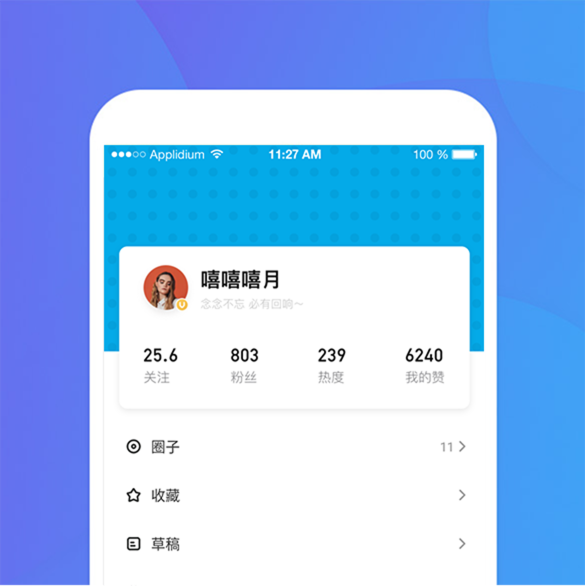 Applidium 11:27 AM 100 %
嘻嘻嘻月
念念不忘 必有回响～
25.6 803 239 6240
关注 粉丝 热度 我的赞
圈子 11
收藏
草稿